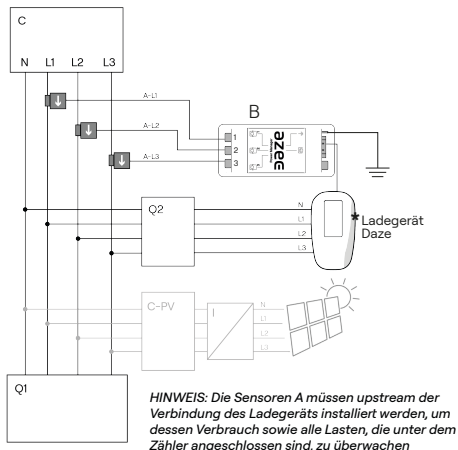 C
N L1 L2 L3
A-L1
A-L2
A-L3
B
1
2
3
DAZE
Q2
N
L1
L2
L3
* Ladegerät
Daze
C-PV
I
N
L1
L2
L3
Q1
HINWEIS: Die Sensoren A müssen upstream der
Verbindung des Ladegeräts installiert werden, um
dessen Verbrauch sowie alle Lasten, die unter dem
Zähler angeschlossen sind, zu überwachen